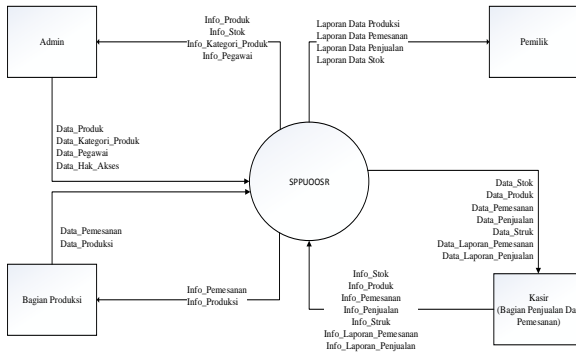 Admin
Info_Produk
Info_Stok
Info_Kategori_Produk
Info_Pegawai
Laporan Data Produksi
Laporan Data Pemesanan
Laporan Data Penjualan
Laporan Data Stok
Pemilik
Data_Produk
Data_Kategori_Produk
Data_Pegawai
Data_Hak_Akses
SPPUOOSR
Data_Pemesanan
Data_Produksi
Data_Stok
Data_Produk
Data_Pemesanan
Data_Penjualan
Data_Struk
Data_Laporan_Pemesanan
Data_Laporan_Penjualan
Bagian Produksi
Info_Pemesanan
Info_Produksi
Info_Stok
Info_Produk
Info_Pemesanan
Info_Penjualan
Info_Struk
Info_Laporan_Pemesanan
Info_Laporan_Penjualan
Kasir
(Bagian Penjualan Da
Pemesanan)